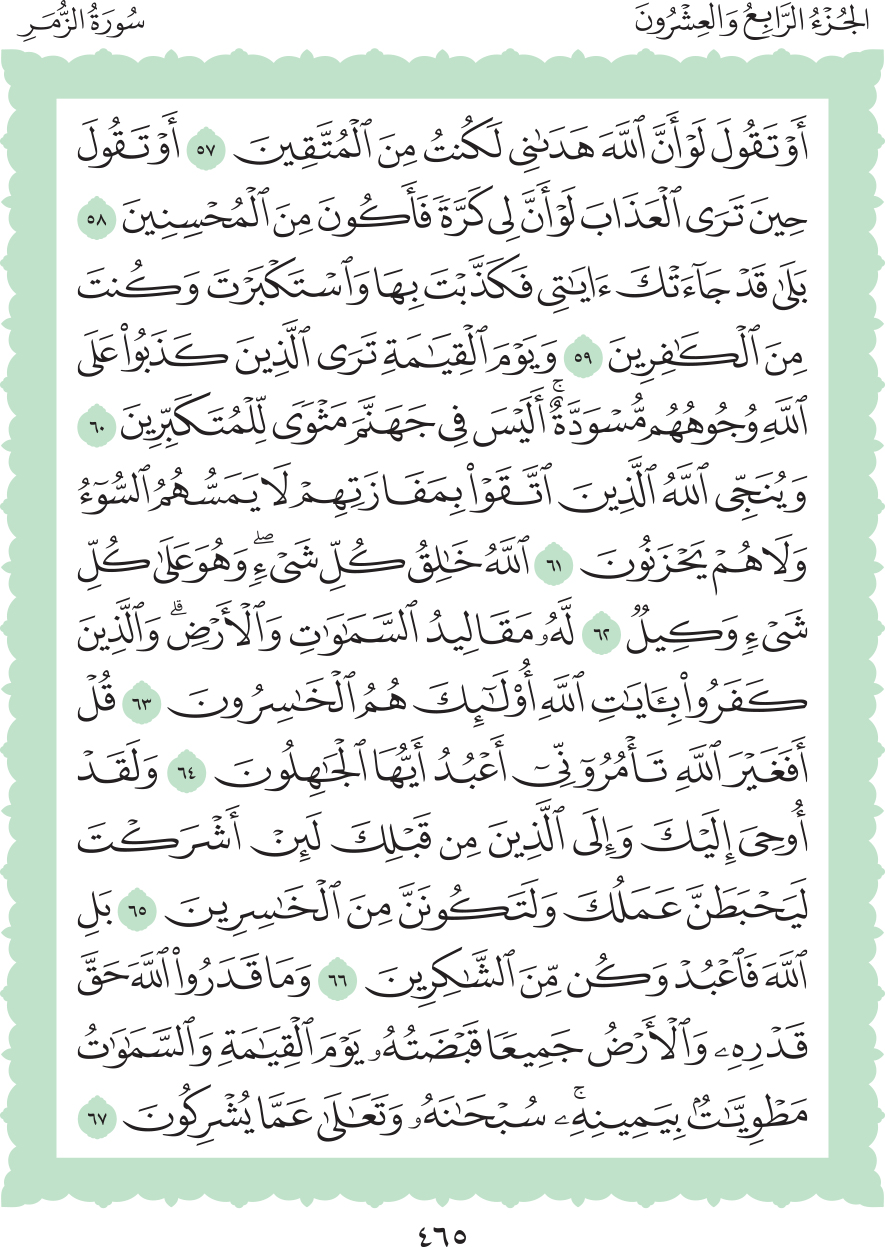 الجُزْءُ الرَّابِعُ وَالعِشْرُونَ
سُورَةُ الزُّمَرِ
أَوْ تَقُولَ لَوْ أَنَّ ٱللَّهَ هَدَىٰنِى لَكُنتُ مِنَ ٱلْمُتَّقِينَ ٥٧ أَوْ تَقُولَ
حِينَ تَرَى ٱلْعَذَابَ لَوْ أَنَّ لِى كَرَّةً فَأَكُونَ مِنَ ٱلْمُحْسِنِينَ ٥٨
بَلَىٰ قَدْ جَآءَتْكَ ءَايَٰتِى فَكَذَّبْتَ بِهَا وَٱسْتَكْبَرْتَ وَكُنتَ
مِنَ ٱلْكَٰفِرِينَ ٥٩ وَيَوْمَ ٱلْقِيَٰمَةِ تَرَى ٱلَّذِينَ كَذَبُوا۟ عَلَى
ٱللَّهِ وُجُوهُهُم مُّسْوَدَّةٌ ۚ أَلَيْسَ فِى جَهَنَّمَ مَثْوًى لِّلْمُتَكَبِّرِينَ ٦٠
وَيُنَجِّى ٱللَّهُ ٱلَّذِينَ ٱتَّقَوْا۟ بِمَفَازَتِهِمْ لَا يَمَسُّهُمُ ٱلسُّوٓءُ
وَلَا هُمْ يَحْزَنُونَ ٦١ ٱللَّهُ خَٰلِقُ كُلِّ شَىْءٍ ۖ وَهُوَ عَلَىٰ كُلِّ
شَىْءٍ وَكِيلٌ ٦٢ لَّهُۥ مَقَالِيدُ ٱلسَّمَٰوَٰتِ وَٱلْأَرْضِ ۗ وَٱلَّذِينَ
كَفَرُوا۟ بِـَٔايَٰتِ ٱللَّهِ أُو۟لَٰٓئِكَ هُمُ ٱلْخَٰسِرُونَ ٦٣ قُلْ
أَفَغَيْرَ ٱللَّهِ تَأْمُرُوٓنِّىٓ أَعْبُدُ أَيُّهَا ٱلْجَٰهِلُونَ ٦٤ وَلَقَدْ
أُوحِىَ إِلَيْكَ وَإِلَى ٱلَّذِينَ مِن قَبْلِكَ لَئِنْ أَشْرَكْتَ
لَيَحْبَطَنَّ عَمَلُكَ وَلَتَكُونَنَّ مِنَ ٱلْخَٰسِرِينَ ٦٥ بَلِ
ٱللَّهَ فَٱعْبُدْ وَكُن مِّنَ ٱلشَّٰكِرِينَ ٦٦ وَمَا قَدَرُوا۟ ٱللَّهَ حَقَّ
قَدْرِهِۦ وَٱلْأَرْضُ جَمِيعًا قَبْضَتُهُۥ يَوْمَ ٱلْقِيَٰمَةِ وَٱلسَّمَٰوَٰتُ
مَطْوِيَّٰتٌۢ بِيَمِينِهِۦ ۚ سُبْحَٰنَهُۥ وَتَعَٰلَىٰ عَمَّا يُشْرِكُونَ ٦٧
٤٦٥